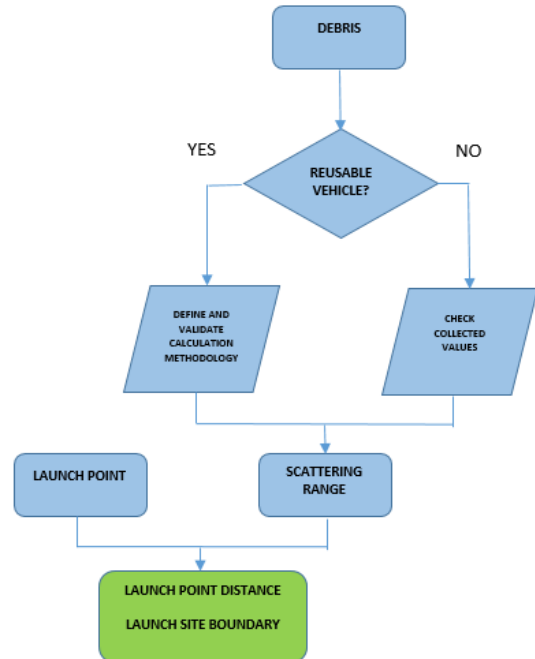 DEBRIS
YES
NO
REUSABLE
VEHICLE?
DEFINE AND
VALIDATE
CALCULATION
METHODOLOGY
CHECK
COLLECTED
VALUES
LAUNCH POINT
SCATTERING
RANGE
LAUNCH POINT DISTANCE
LAUNCH SITE BOUNDARY